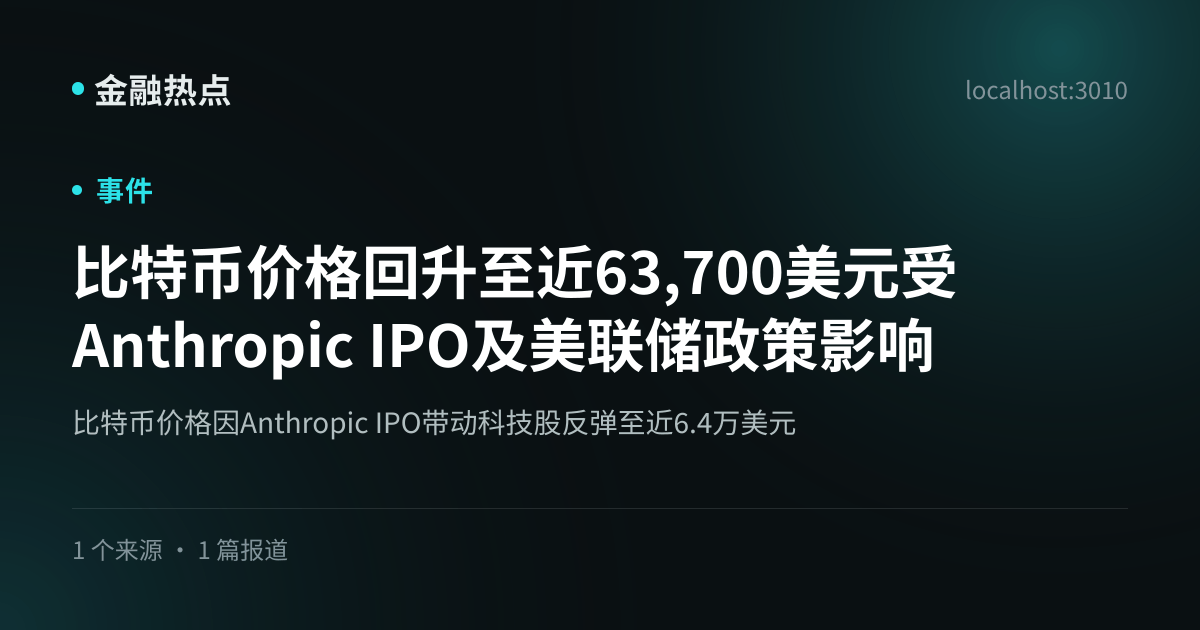 金融热点
localhost:3010
事件
比特币价格回升至近63,700美元受
Anthropic IPO及美联储政策影响
比特币价格因Anthropic IPO带动科技股反弹至近6.4万美元
1 个来源 · 1 篇报道